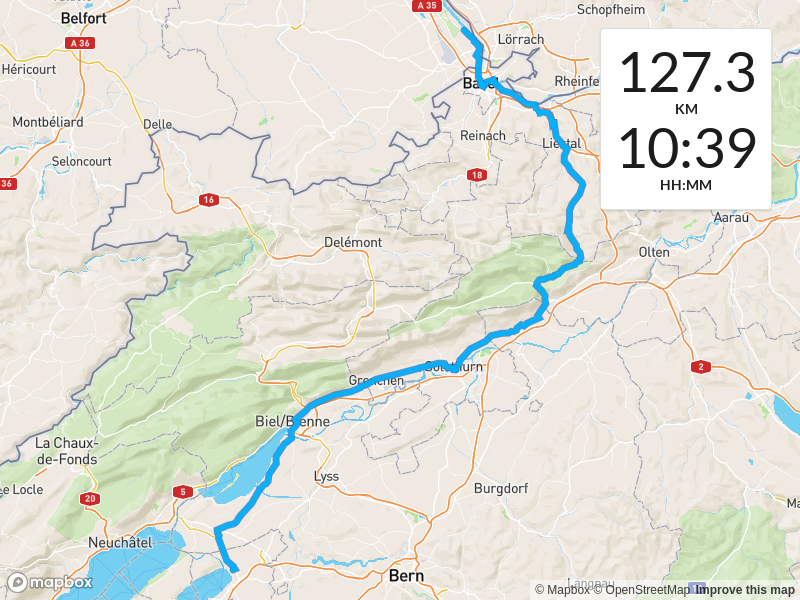 Belfort
A 36
Héricourt
Montbéliard
Delle
Seloncourt
36
16
A 35
Schopfheim
Lörrach
Basel
Rheinfe
Reinach
Liestal
18
127.3
KM
10:39
HH:MM
Aarau
Olten
Delémont
Solothurn
Grenchen
2
Biel/Bienne
La Chaux-
de-Fonds
Le Locle
20
5
Lyss
Burgdorf
Ma
Neuchâtel
Bern
Langnau
mapbox
© Mapbox © OpenStreetMap Improve this map